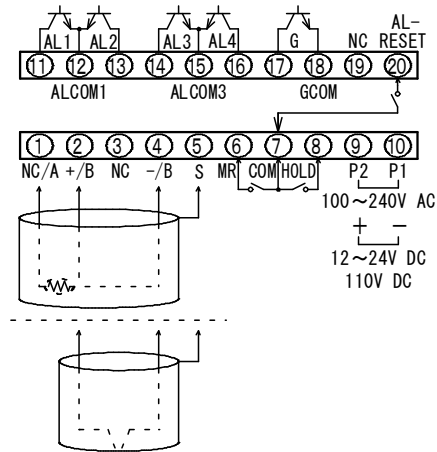 AL-
AL1 AL2 AL3 AL4 G NC RESET
11 12 13 14 15 16 17 18 19 20
ALCOM1 ALCOM3 GCOM
1 2 3 4 5 6 7 8 9 10
NC/A +/B NC -/B S MR COM HOLD P2 P1
100~240V AC
+ -
12~24V DC
110V DC